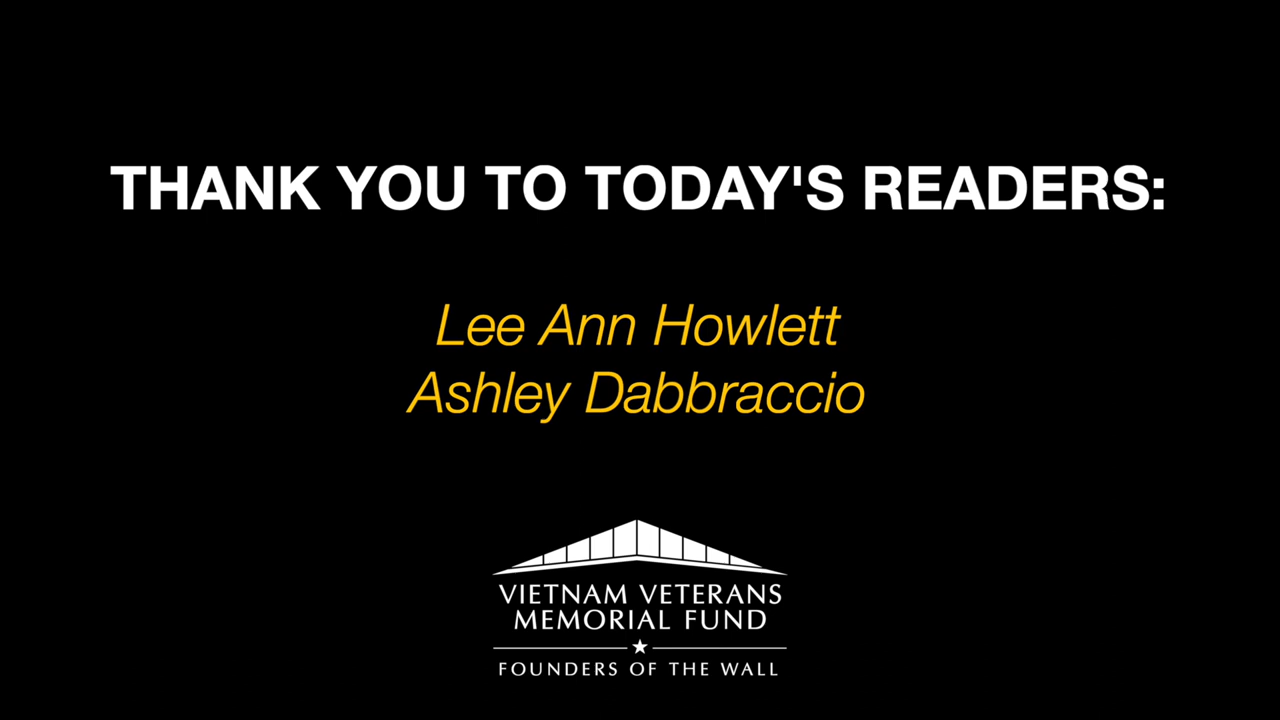 THANK YOU TO TODAY'S READERS:
Lee Ann Howlett
Ashley Dabbraccio
VIETNAM VETERANS
MEMORIAL FUND
FOUNDERS OF THE WALL